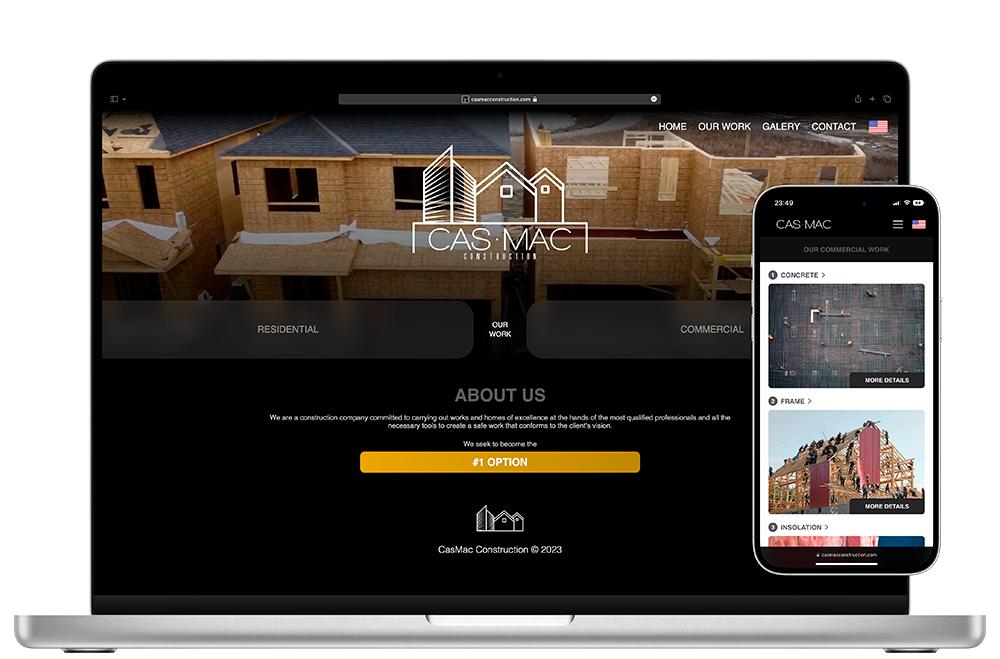 casmacconstruction.com
HOME OUR WORK GALERY CONTACT
CAS·MAC
CONSTRUCTION
RESIDENTIAL
OUR
WORK
COMMERCIAL
ABOUT US
We are a construction company committed to carrying out works and homes of excellence at the hands of the most qualified professionals and all the
necessary tools to create a safe work that conforms to the client's vision.
We seek to become the
#1 OPTION
CasMac Construction © 2023
23:49
CAS MAC
OUR COMMERCIAL WORK
1 CONCRETE >
MORE DETAILS
2 FRAME >
MORE DETAILS
3 INSOLATION >
casmacconstruction.com